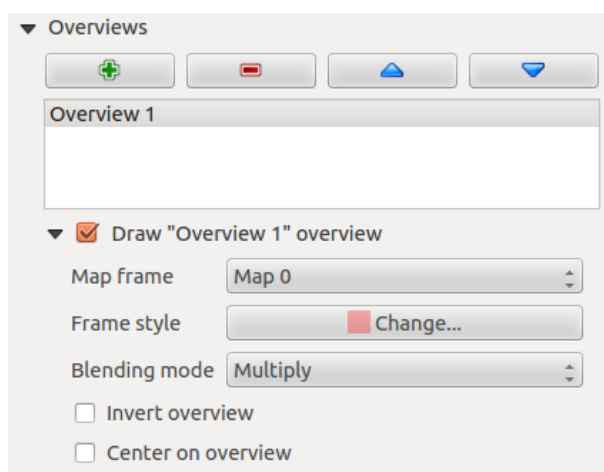 Overviews
Overview 1
Draw "Overview 1" overview
Map frame Map 0
Frame style Change...
Blending mode Multiply
Invert overview
Center on overview